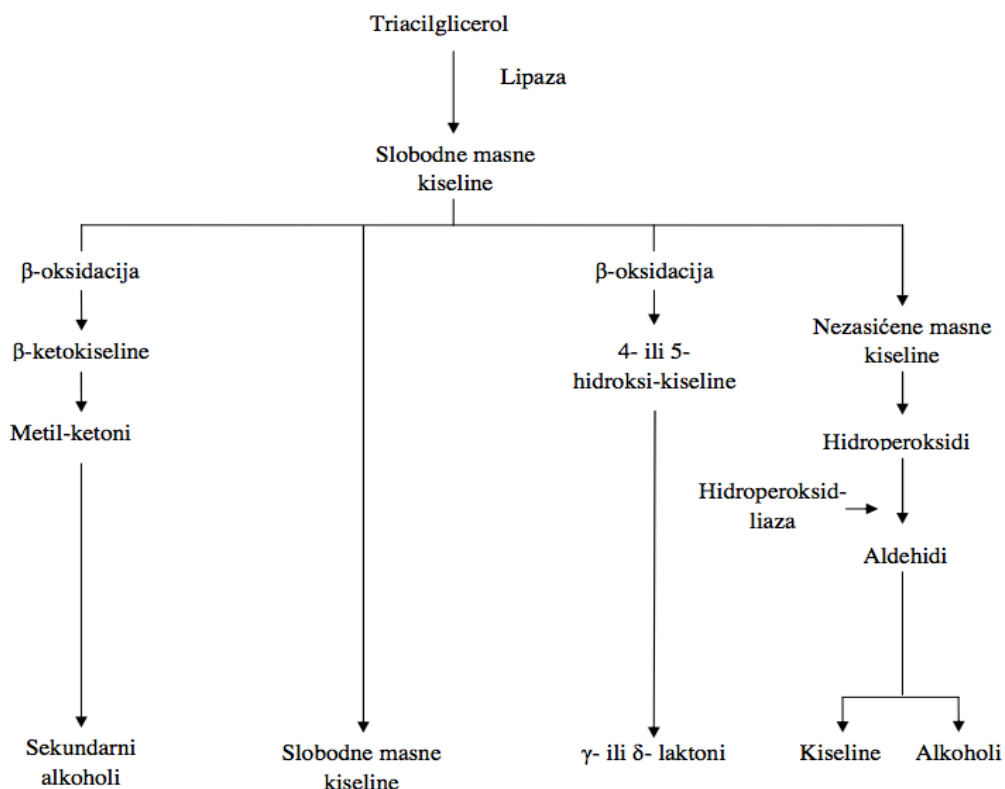 Triacilglicerol
Lipaza
Slobodne masne
kiseline
β-oksidacija
β-oksidacija
β-ketokiseline
4- ili 5-
hidroksi-kiseline
Nezasićene masne
kiseline
Metil-ketoni
Hidroperoksidi
Hidroperoksid-
liaza
Aldehidi
Sekundarni
alkoholi
Slobodne masne
kiseline
γ- ili δ- laktoni
Kiseline
Alkoholi